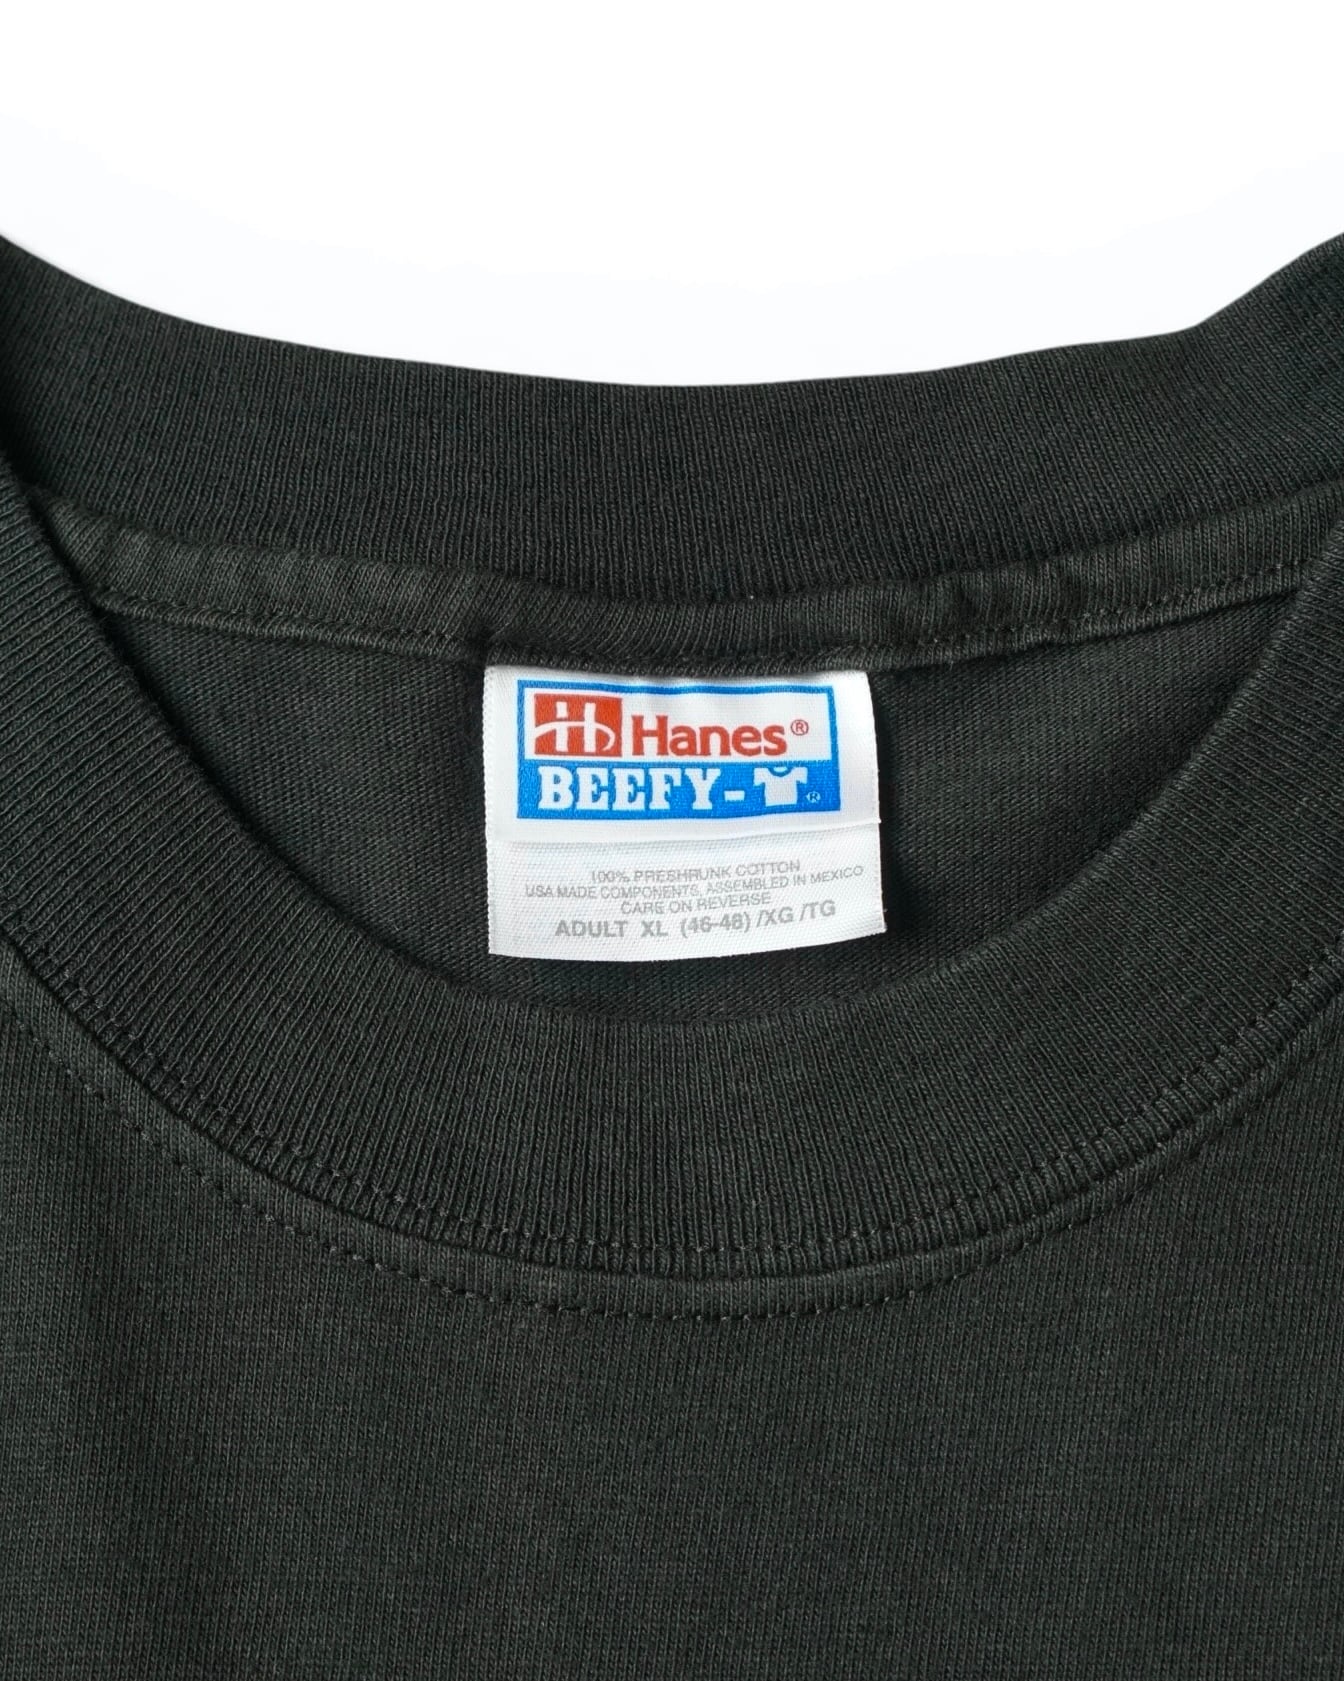 Hanes®
BEEFY-T®
100% PRESHRUNK COTTON
USA MADE COMPONENTS, ASSEMBLED IN MEXICO
CARE ON REVERSE
ADULT XL (46-48) /XG /TG